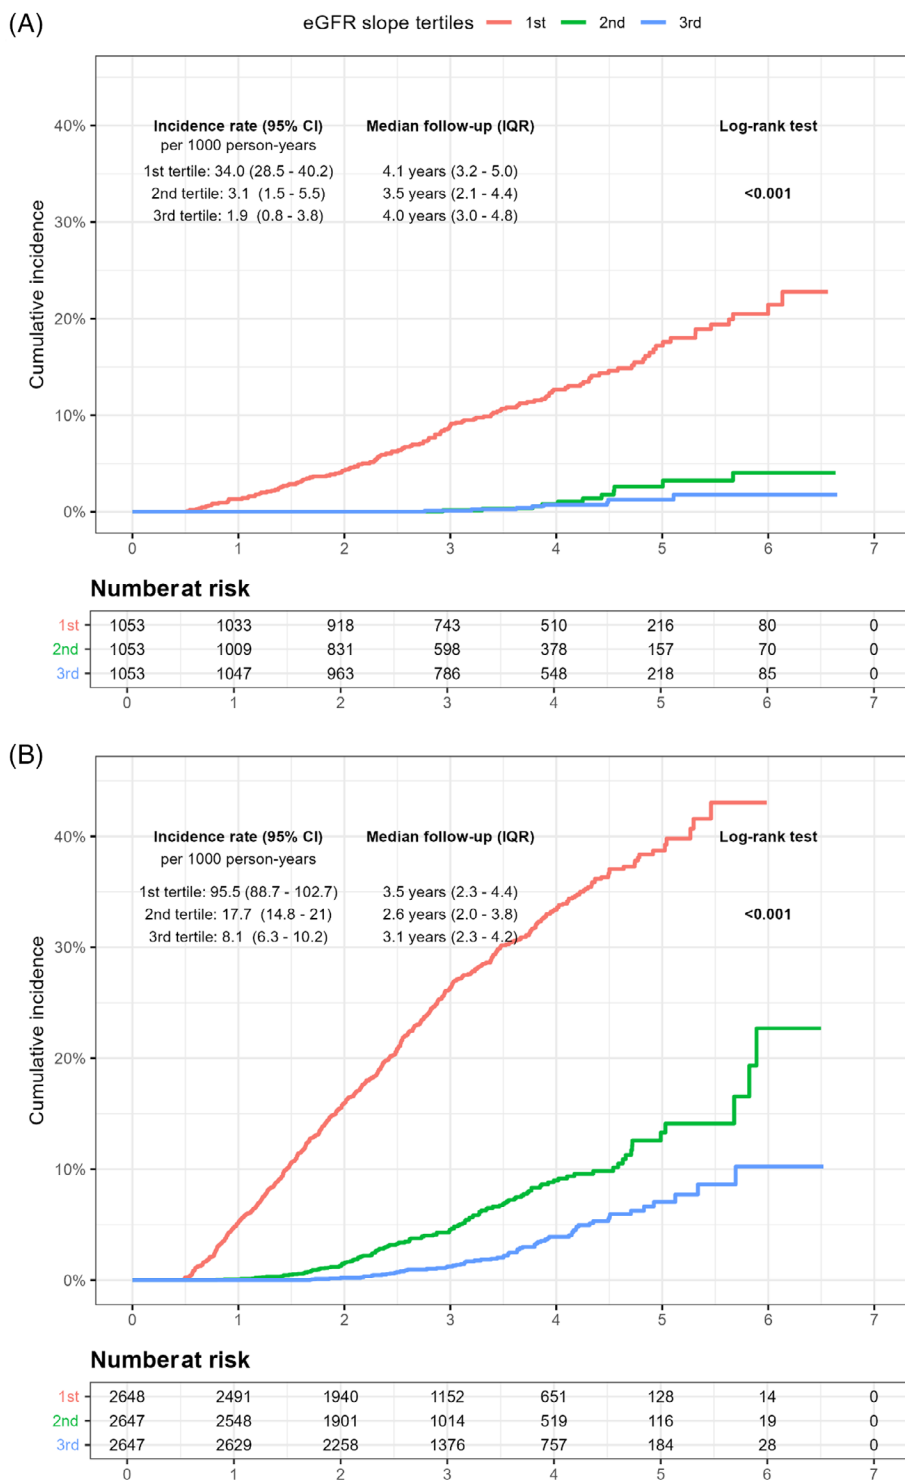 (A)
eGFR slope tertiles 1st 2nd 3rd
Cumulative incidence
40%
30%
20%
10%
0%
Incidence rate (95% CI) Median follow-up (IQR) Log-rank test
per 1000 person-years
1st tertile: 34.0 (28.5 - 40.2) 4.1 years (3.2 - 5.0)
2nd tertile: 3.1 (1.5 - 5.5) 3.5 years (2.1 - 4.4) <0.001
3rd tertile: 1.9 (0.8 - 3.8) 4.0 years (3.0 - 4.8)
0 1 2 3 4 5 6 7
Numberat risk
1st 1053 1033 918 743 510 216 80 0
2nd 1053 1009 831 598 378 157 70 0
3rd 1053 1047 963 786 548 218 85 0
0 1 2 3 4 5 6 7
(B)
Cumulative incidence
40%
30%
20%
10%
0%
Incidence rate (95% CI) Median follow-up (IQR) Log-rank test
per 1000 person-years
1st tertile: 95.5 (88.7 - 102.7) 3.5 years (2.3 - 4.4)
2nd tertile: 17.7 (14.8 - 21) 2.6 years (2.0 - 3.8) <0.001
3rd tertile: 8.1 (6.3 - 10.2) 3.1 years (2.3 - 4.2)
0 1 2 3 4 5 6 7
Numberat risk
1st 2648 2491 1940 1152 651 128 14 0
2nd 2647 2548 1901 1014 519 116 19 0
3rd 2647 2629 2258 1376 757 184 28 0
0 1 2 3 4 5 6 7